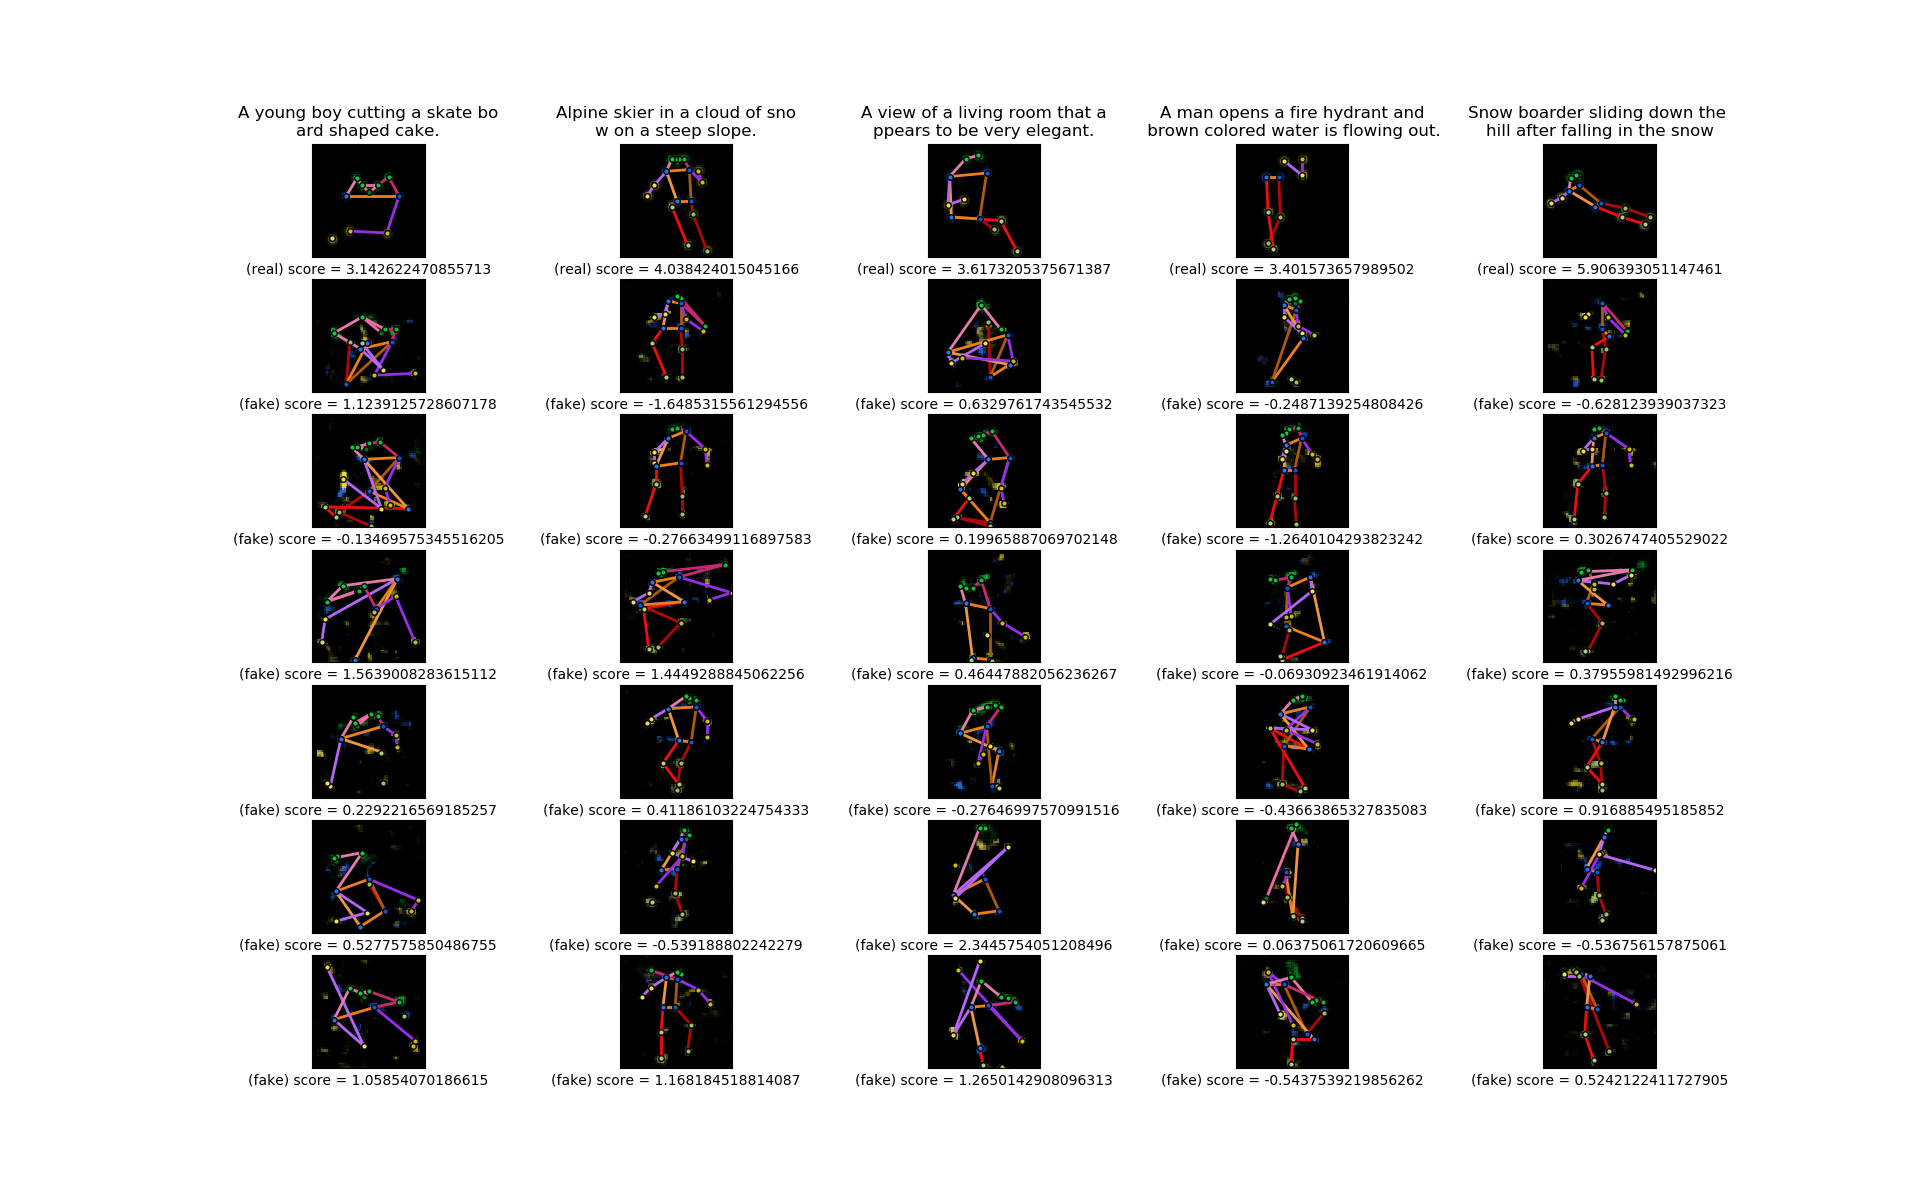 A young boy cutting a skate bo
ard shaped cake.
Alpine skier in a cloud of sno
w on a steep slope.
A view of a living room that a
ppears to be very elegant.
A man opens a fire hydrant and
brown colored water is flowing out.
Snow boarder sliding down the
hill after falling in the snow
(real) score = 3.142622470855713
(real) score = 4.038424015045166
(real) score = 3.6173205375671387
(real) score = 3.401573657989502
(real) score = 5.906393051147461
(fake) score = 1.1239125728607178
(fake) score = -1.6485315561294556
(fake) score = 0.6329761743545532
(fake) score = -0.2487139254808426
(fake) score = -0.628123939037323
(fake) score = -0.13469575345516205
(fake) score = -0.27663499116897583
(fake) score = 0.19965887069702148
(fake) score = -1.2640104293823242
(fake) score = 0.3026747405529022
(fake) score = 1.5639008283615112
(fake) score = 1.4449288845062256
(fake) score = 0.46447882056236267
(fake) score = -0.06930923461914062
(fake) score = 0.37955981492996216
(fake) score = 0.2292216569185257
(fake) score = 0.41186103224754333
(fake) score = -0.27646997570991516
(fake) score = -0.43663865327835083
(fake) score = 0.916885495185852
(fake) score = 0.5277575850486755
(fake) score = -0.539188802242279
(fake) score = 2.3445754051208496
(fake) score = 0.06375061720609665
(fake) score = -0.536756157875061
(fake) score = 1.05854070186615
(fake) score = 1.168184518814087
(fake) score = 1.2650142908096313
(fake) score = -0.5437539219856262
(fake) score = 0.5242122411727905